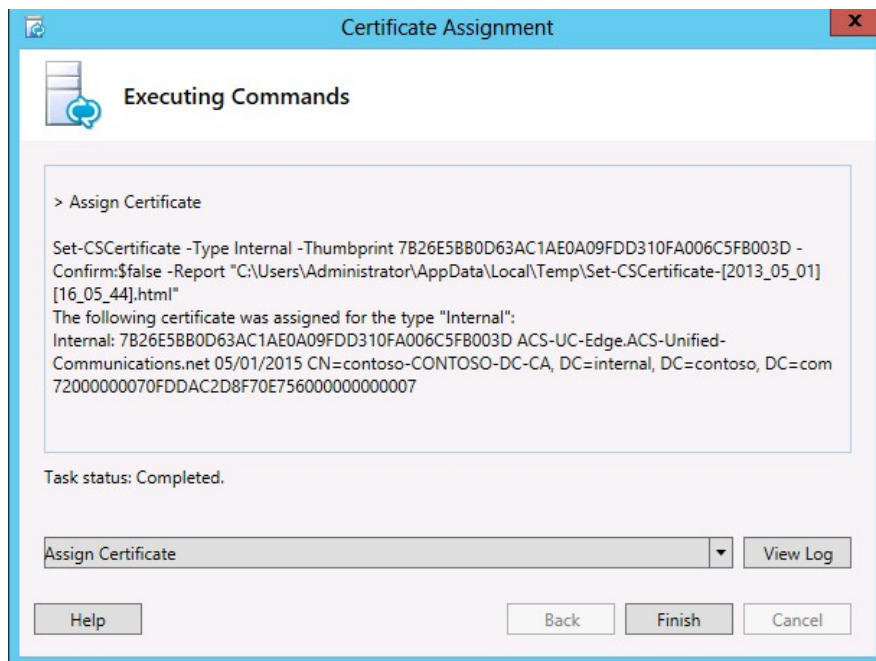 Certificate Assignment
x
Executing Commands
> Assign Certificate
Set-CSCertificate -Type Internal -Thumbprint 7B26E5BB0D63AC1AE0A09FDD310FA006C5FB003D -
Confirm:$false -Report "C:\Users\Administrator\AppData\Local\Temp\Set-CSCertificate-[2013_05_01]
[16_05_44].html"
The following certificate was assigned for the type "Internal":
Internal: 7B26E5BB0D63AC1AE0A09FDD310FA006C5FB003D ACS-UC-Edge.ACS-Unified-
Communications.net 05/01/2015 CN=contoso-CONTOSO-DC-CA, DC=internal, DC=contoso, DC=com
72000000070FDDAC2D8F70E756000000000007
Task status: Completed.
Assign Certificate
View Log
Help
Back
Finish
Cancel